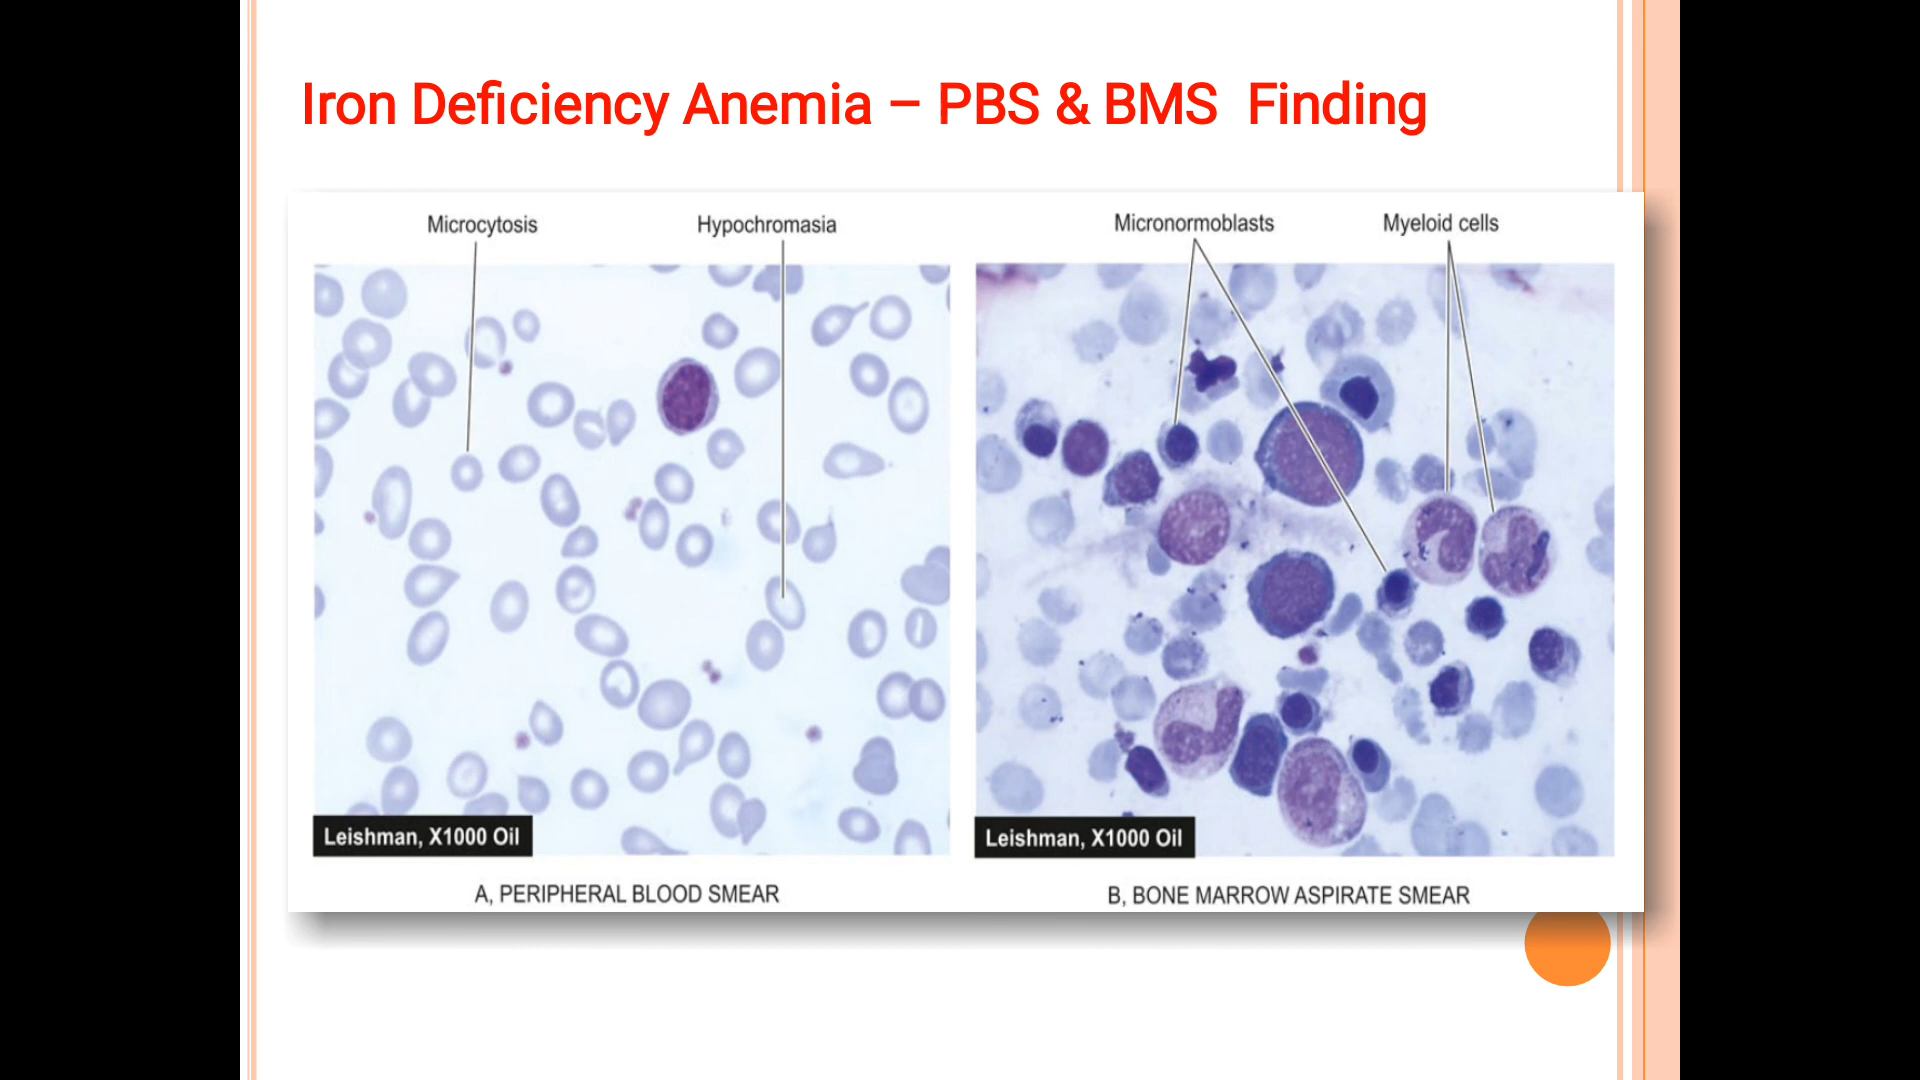 Iron Deficiency Anemia – PBS & BMS Finding
Microcytosis
Hypochromasia
Micronormoblasts
Myeloid cells
Leishman, X1000 Oil
Leishman, X1000 Oil
A, PERIPHERAL BLOOD SMEAR
B, BONE MARROW ASPIRATE SMEAR